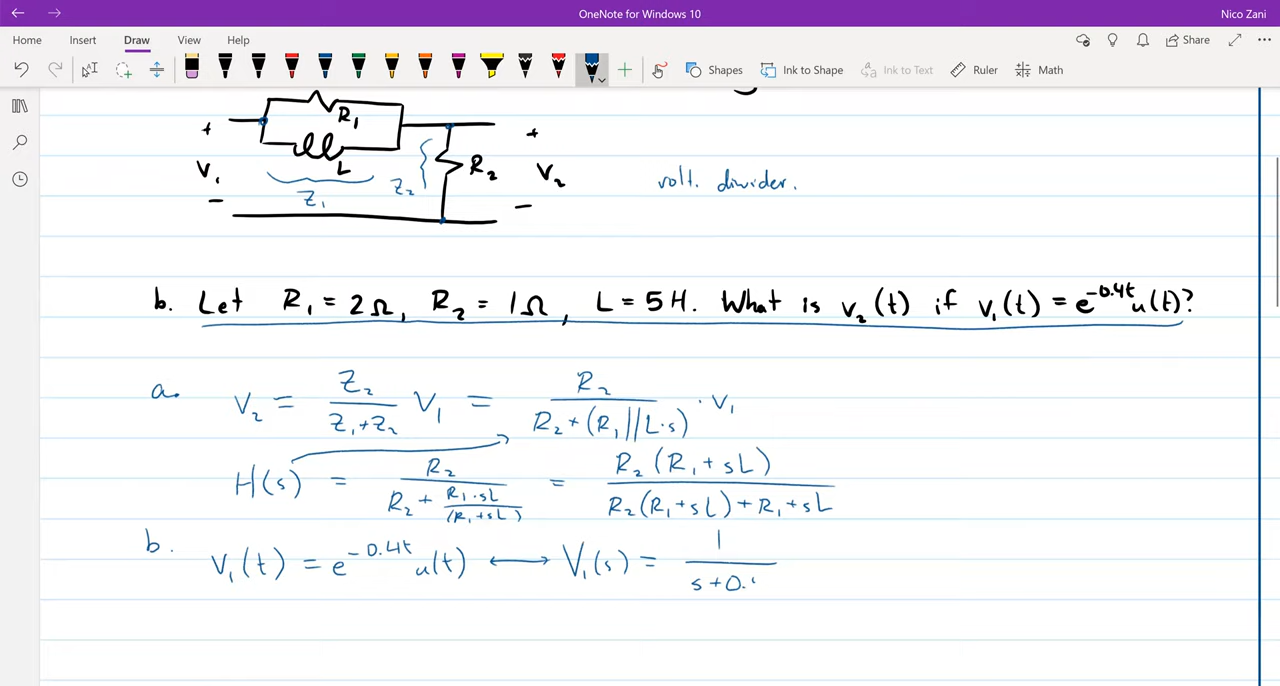 OneNote for Windows 10
Nico Zani
Home Insert Draw View Help
Share
Shapes Ink to Shape Ink to Text Ruler Math
R₁
+ +
V₁ L Z₂ R₂ V₂ volt. divider.
Z₁
− −
b. Let R₁ = 2Ω, R₂ = 1Ω, L = 5 H. What is v₂(t) if v₁(t) = e^{-0.4t} u(t)?
a. V₂ = Z₂/(Z₁+Z₂) V₁ = R₂/(R₂+(R₁||L·s)) · V₁
H(s) = R₂/(R₂ + R₁·sL/(R₁+sL)) = R₂(R₁+sL)/(R₂(R₁+sL)+R₁+sL)
b. V₁(t) = e^{-0.4t} u(t) ⟷ V₁(s) = 1/(s+0.